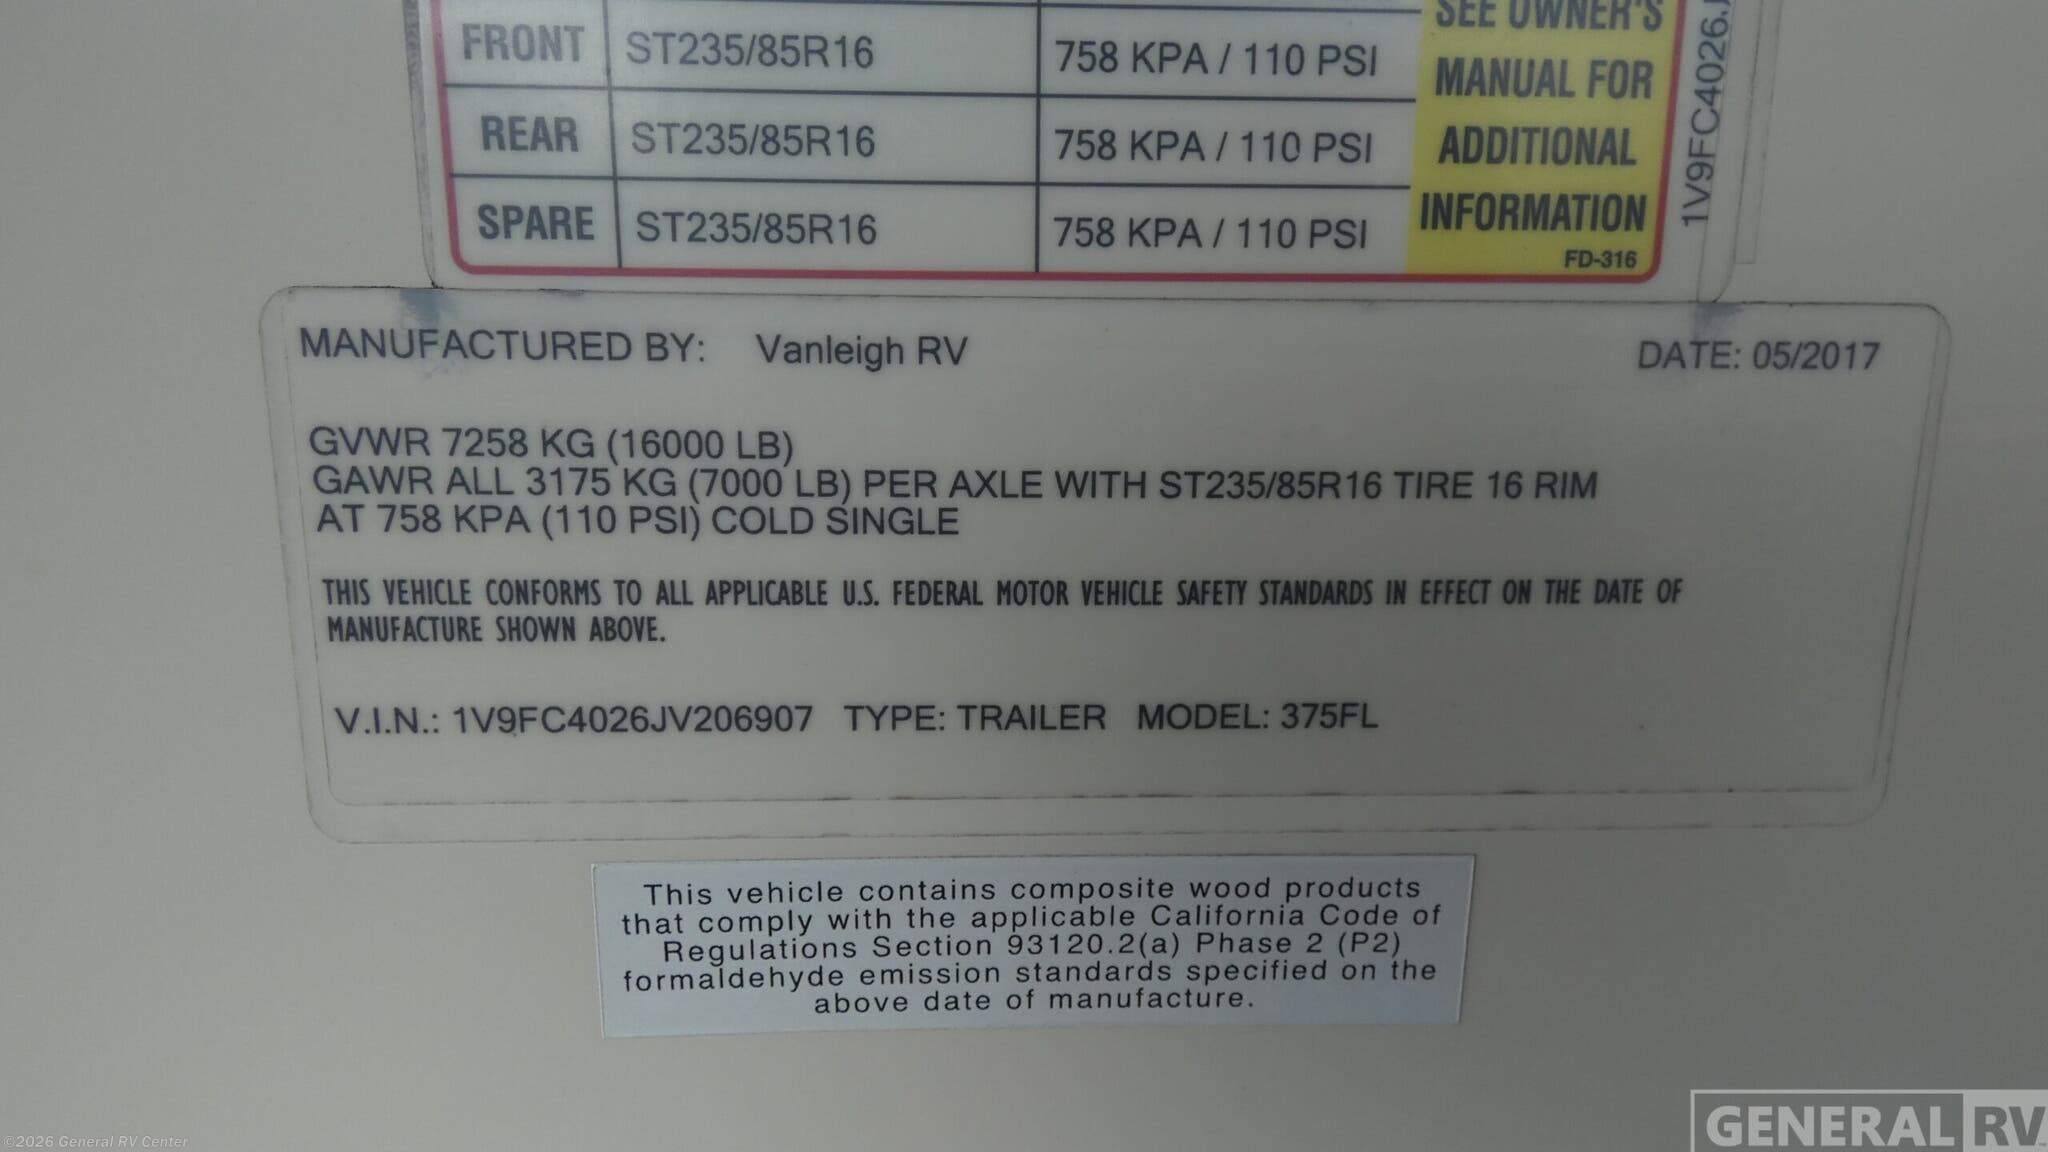 FRONT ST235/85R16 758 KPA / 110 PSI
REAR ST235/85R16 758 KPA / 110 PSI
SPARE ST235/85R16 758 KPA / 110 PSI
SEE OWNER'S
MANUAL FOR
ADDITIONAL
INFORMATION
FD-316
1V9FC4026J
MANUFACTURED BY: Vanleigh RV DATE: 05/2017
GVWR 7258 KG (16000 LB)
GAWR ALL 3175 KG (7000 LB) PER AXLE WITH ST235/85R16 TIRE 16 RIM
AT 758 KPA (110 PSI) COLD SINGLE
THIS VEHICLE CONFORMS TO ALL APPLICABLE U.S. FEDERAL MOTOR VEHICLE SAFETY STANDARDS IN EFFECT ON THE DATE OF
MANUFACTURE SHOWN ABOVE.
V.I.N.: 1V9FC4026JV206907 TYPE: TRAILER MODEL: 375FL
This vehicle contains composite wood products
that comply with the applicable California Code of
Regulations Section 93120.2(a) Phase 2 (P2)
formaldehyde emission standards specified on the
above date of manufacture.
©2026 General RV Center
GENERAL RV